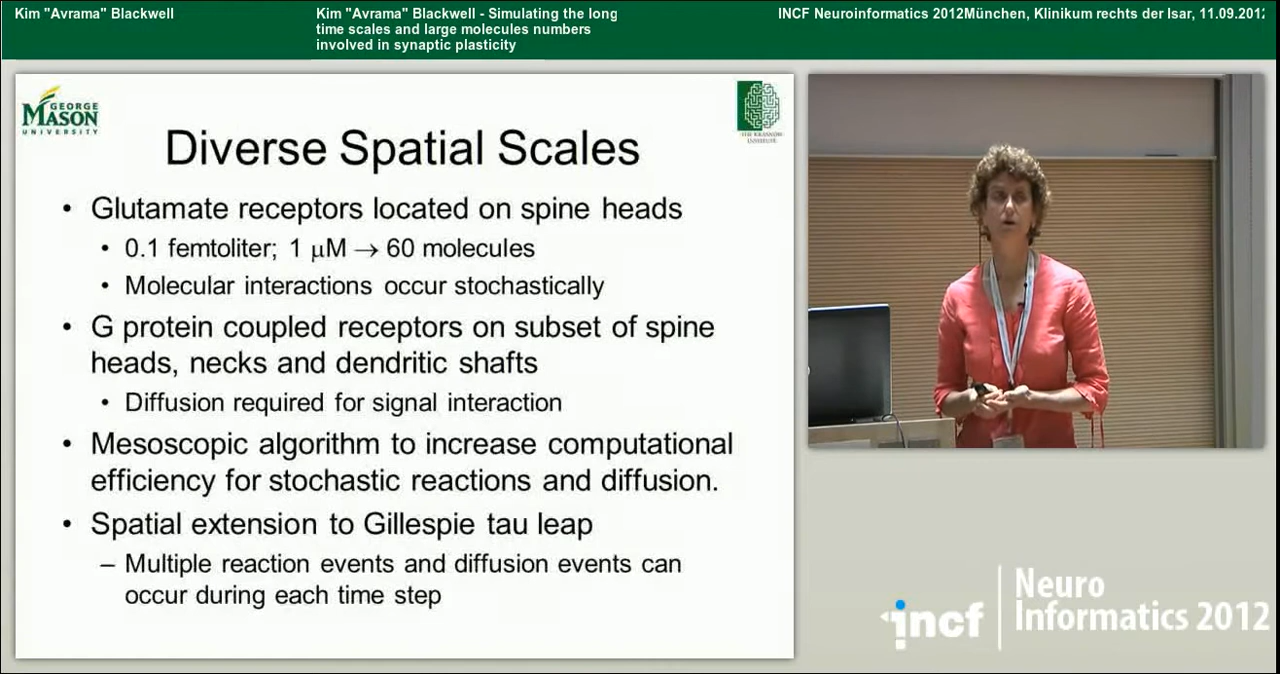 Kim "Avrama" Blackwell
Kim "Avrama" Blackwell - Simulating the long
time scales and large molecules numbers
involved in synaptic plasticity
INCF Neuroinformatics 2012München, Klinikum rechts der Isar, 11.09.2012
GEORGE
MASON
UNIVERSITY
THE KRASNOW
INSTITUTE
Diverse Spatial Scales
• Glutamate receptors located on spine heads
• 0.1 femtoliter; 1 μM → 60 molecules
• Molecular interactions occur stochastically
• G protein coupled receptors on subset of spine
heads, necks and dendritic shafts
• Diffusion required for signal interaction
• Mesoscopic algorithm to increase computational
efficiency for stochastic reactions and diffusion.
• Spatial extension to Gillespie tau leap
– Multiple reaction events and diffusion events can
occur during each time step
incf
Neuro
Informatics 2012